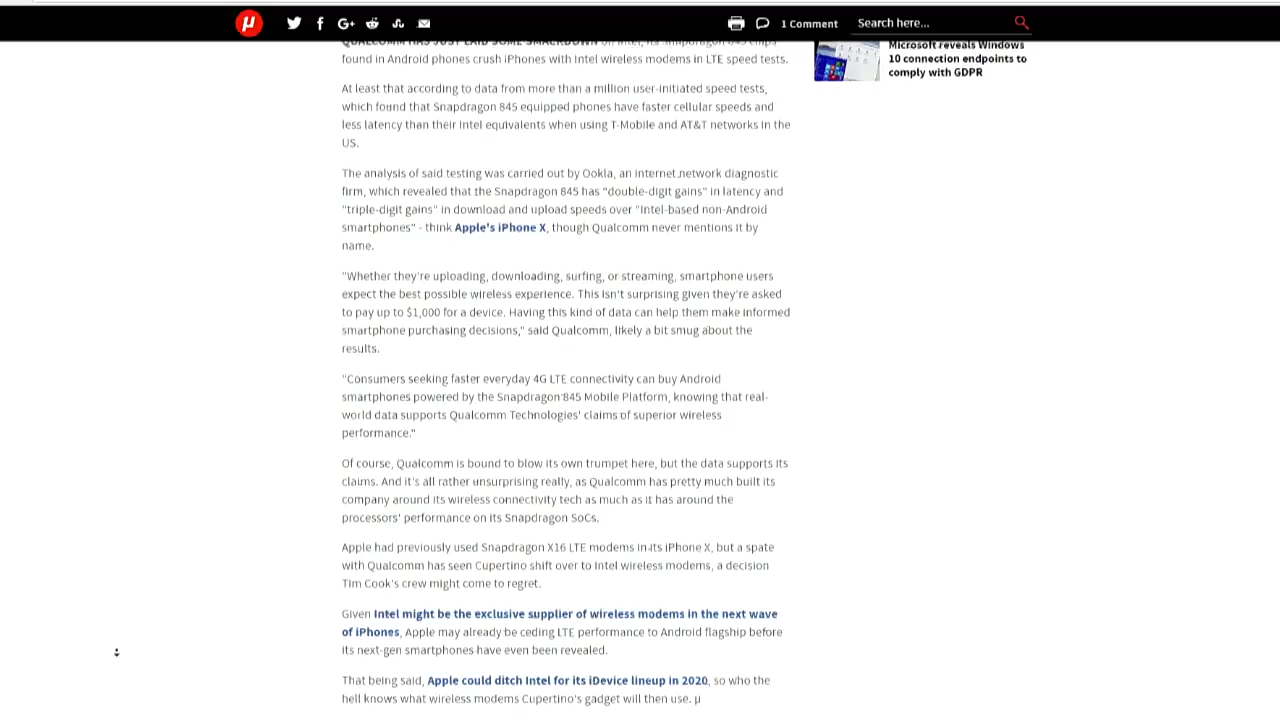 μ
1 Comment
Search here...
QUALCOMM HAS JUST LAID SOME SMACKDOWN on Intel, its Snapdragon 845 chips
found in Android phones crush iPhones with Intel wireless modems in LTE speed tests.
At least that according to data from more than a million user-initiated speed tests,
which found that Snapdragon 845 equipped phones have faster cellular speeds and
less latency than their Intel equivalents when using T-Mobile and AT&T networks in the
US.
The analysis of said testing was carried out by Ookla, an internet network diagnostic
firm, which revealed that the Snapdragon 845 has "double-digit gains" in latency and
"triple-digit gains" in download and upload speeds over "Intel-based non-Android
smartphones" - think Apple's iPhone X, though Qualcomm never mentions it by
name.
"Whether they're uploading, downloading, surfing, or streaming, smartphone users
expect the best possible wireless experience. This isn't surprising given they're asked
to pay up to $1,000 for a device. Having this kind of data can help them make informed
smartphone purchasing decisions," said Qualcomm, likely a bit smug about the
results.
"Consumers seeking faster everyday 4G LTE connectivity can buy Android
smartphones powered by the Snapdragon 845 Mobile Platform, knowing that real-
world data supports Qualcomm Technologies' claims of superior wireless
performance."
Of course, Qualcomm is bound to blow its own trumpet here, but the data supports its
claims. And it's all rather unsurprising really, as Qualcomm has pretty much built its
company around its wireless connectivity tech as much as it has around the
processors' performance on its Snapdragon SoCs.
Apple had previously used Snapdragon X16 LTE modems in its iPhone X, but a spate
with Qualcomm has seen Cupertino shift over to Intel wireless modems, a decision
Tim Cook's crew might come to regret.
Given Intel might be the exclusive supplier of wireless modems in the next wave
of iPhones, Apple may already be ceding LTE performance to Android flagship before
its next-gen smartphones have even been revealed.
That being said, Apple could ditch Intel for its iDevice lineup in 2020, so who the
hell knows what wireless modems Cupertino's gadget will then use. μ
Microsoft reveals Windows
10 connection endpoints to
comply with GDPR